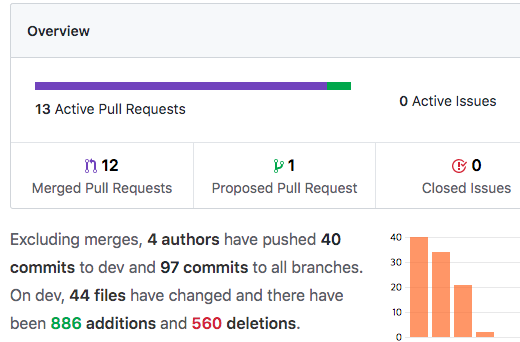 Overview
13 Active Pull Requests
0 Active Issues
12
Merged Pull Requests
1
Proposed Pull Request
0
Closed Issues
Excluding merges, 4 authors have pushed 40
commits to dev and 97 commits to all branches.
On dev, 44 files have changed and there have
been 886 additions and 560 deletions.
40
30
20
10
0